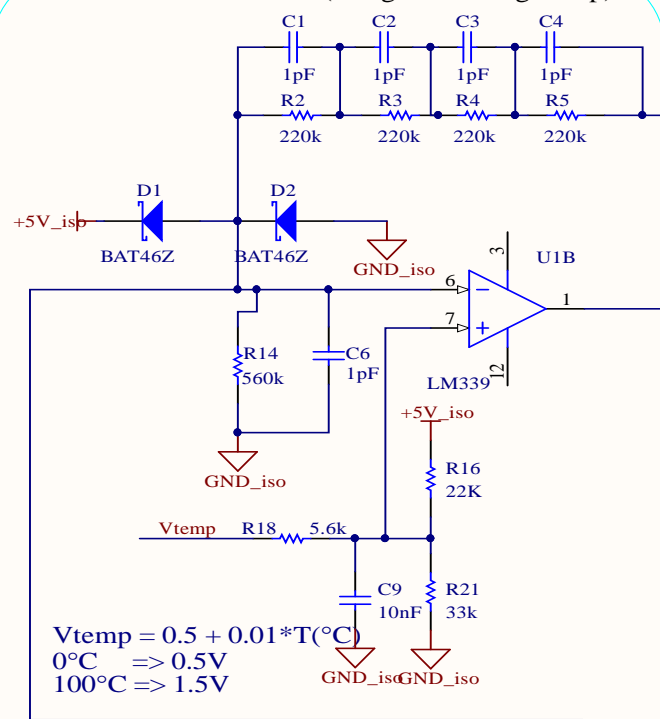 C1 C2 C3 C4
1pF 1pF 1pF 1pF
R2 R3 R4 R5
220k 220k 220k 220k
D1 D2
+5V_iso
BAT46Z BAT46Z
GND_iso
3
U1B
6
7
1
12
LM339
R14
560k
C6
1pF
GND_iso
+5V_iso
R16
22K
Vtemp R18 5.6k
C9
10nF
R21
33k
GND_iso GND_iso
Vtemp = 0.5 + 0.01*T(°C)
0°C => 0.5V
100°C => 1.5V